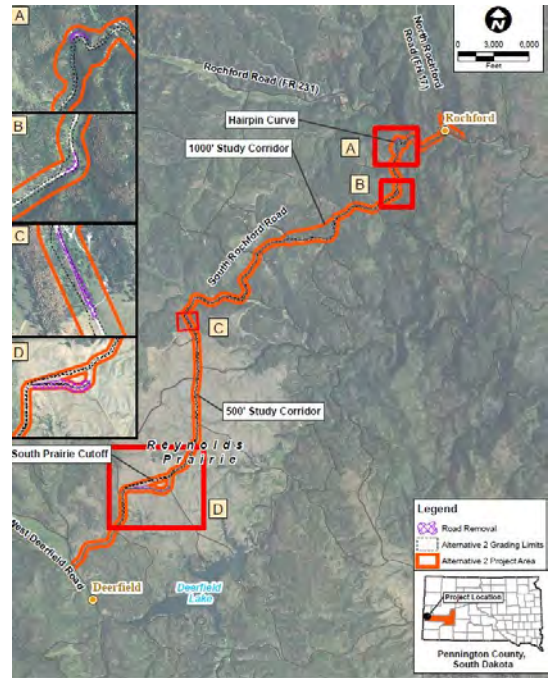 A
B
C
D
N
0 3,000 6,000
Feet
North Rochford
Road (FH 17)
Rochford Road (FR 231)
Rochford
Hairpin Curve
A
1000' Study Corridor
B
South Rochford Road
C
500' Study Corridor
Reynolds
Prairie
South Prairie Cutoff
D
West Deerfield Road
Deerfield
Deerfield
Lake
Legend
Road Removal
Alternative 2 Grading Limits
Alternative 2 Project Area
Project Location
Pennington County,
South Dakota